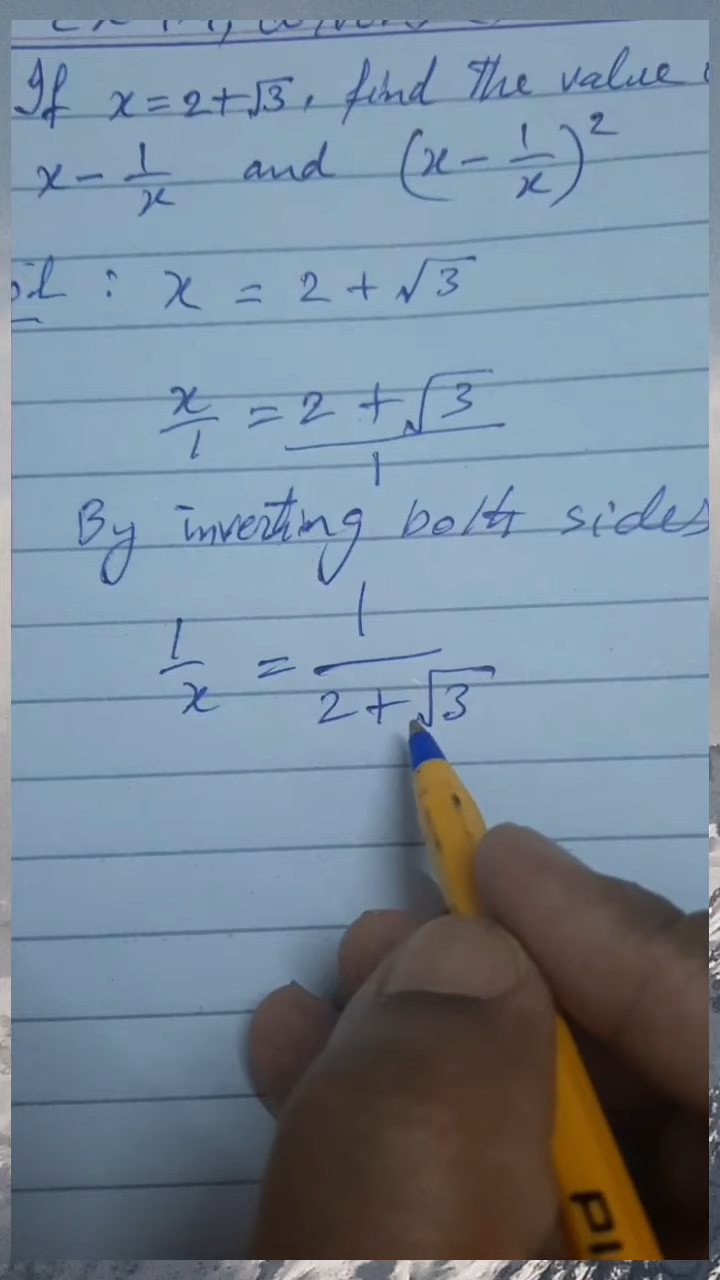 If x = 2+√3, find the value
x - 1/x and (x - 1/x)²
: x = 2 + √3
x/1 = (2 + √3)/1
By inverting both sides
1/x = 1/(2+√3)